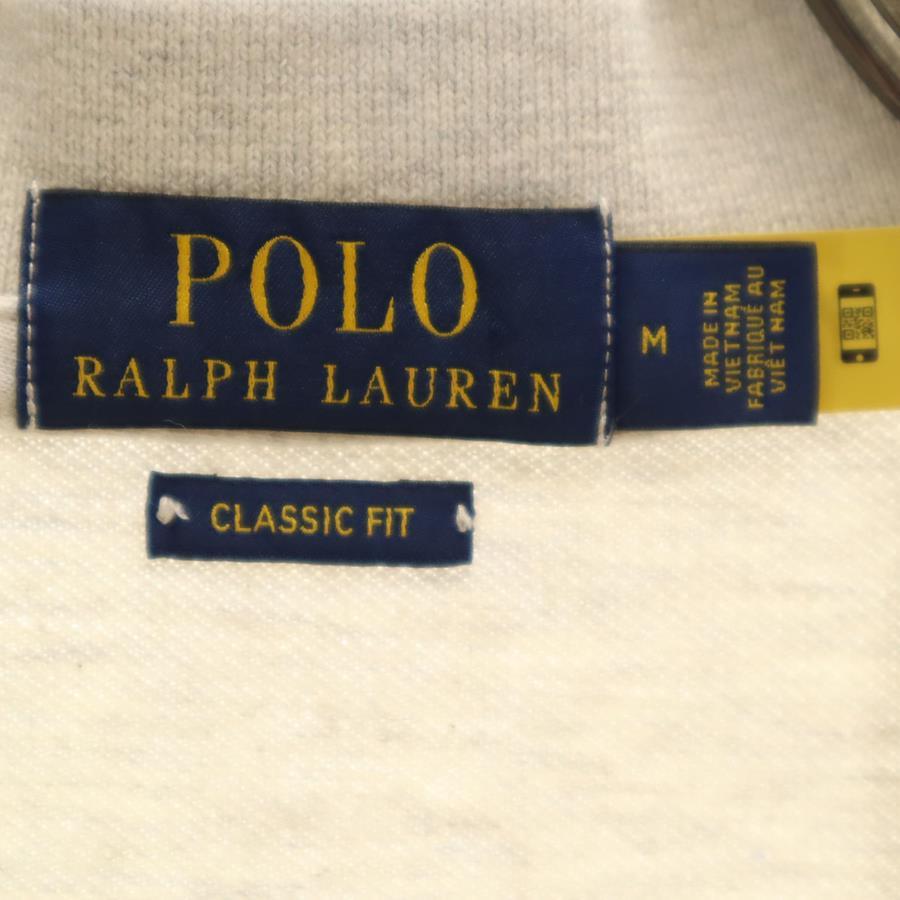 POLO
RALPH LAUREN
M
MADE IN
VIETNAM
FABRIQUÉ AU
VIÊT NAM
CLASSIC FIT